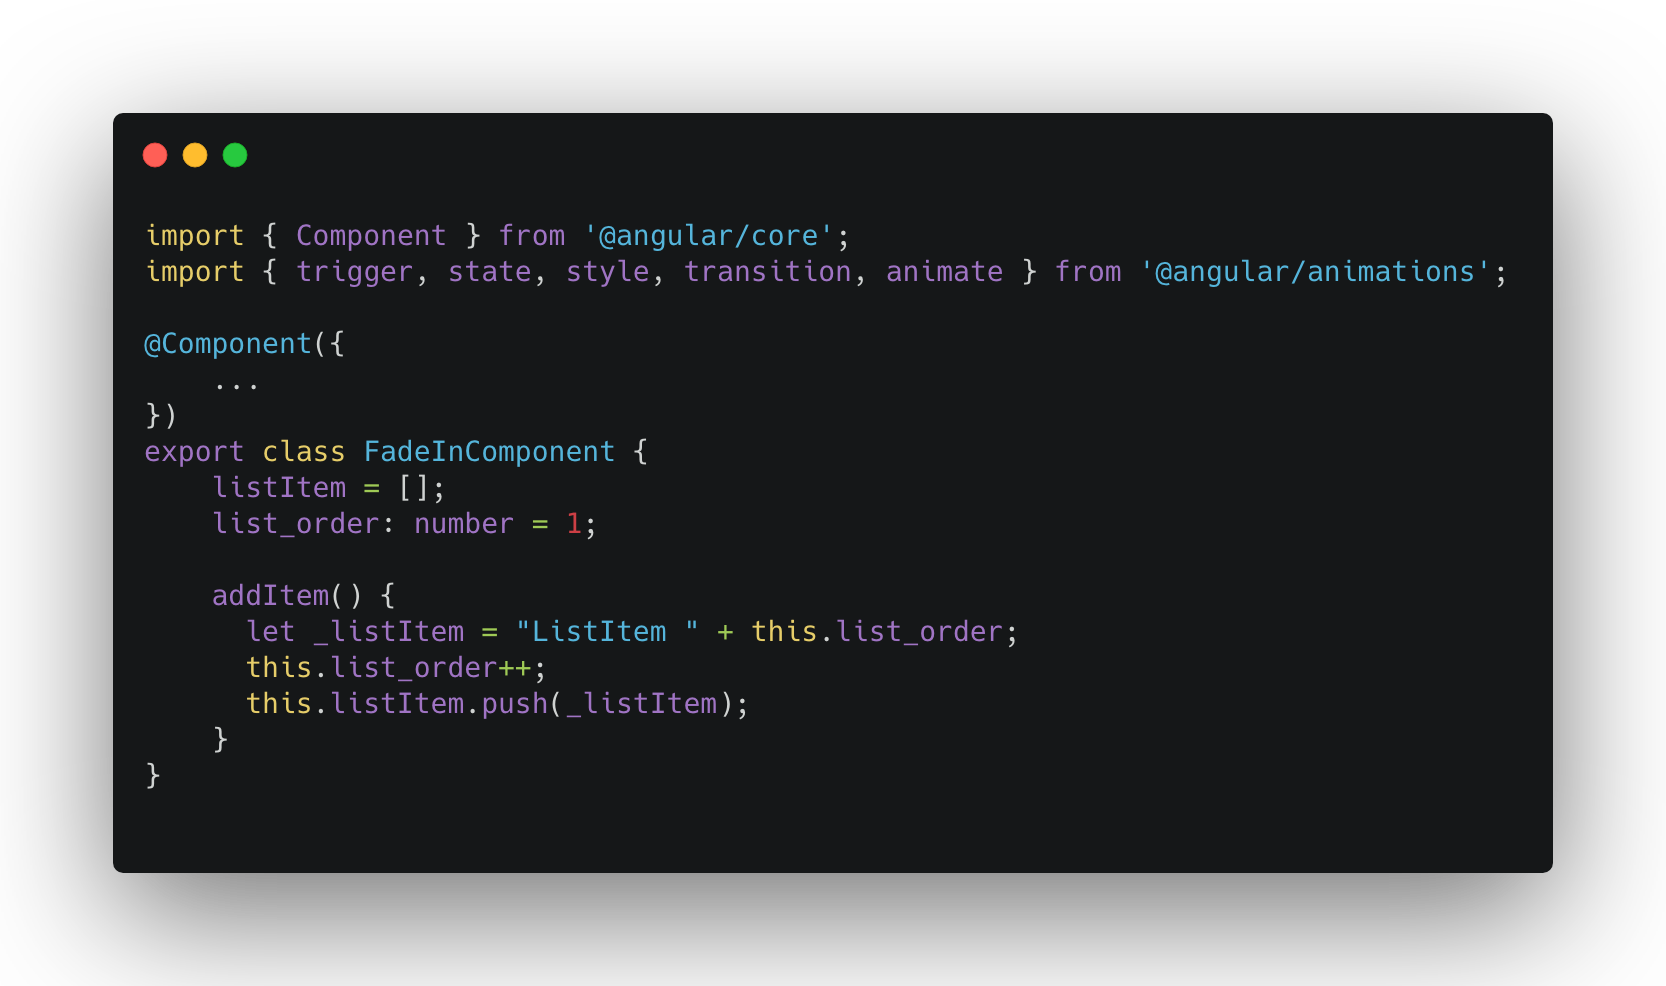 import { Component } from '@angular/core';
import { trigger, state, style, transition, animate } from '@angular/animations';

@Component({
    ...
})
export class FadeInComponent {
    listItem = [];
    list_order: number = 1;

    addItem() {
      let _listItem = "ListItem " + this.list_order;
      this.list_order++;
      this.listItem.push(_listItem);
    }
}